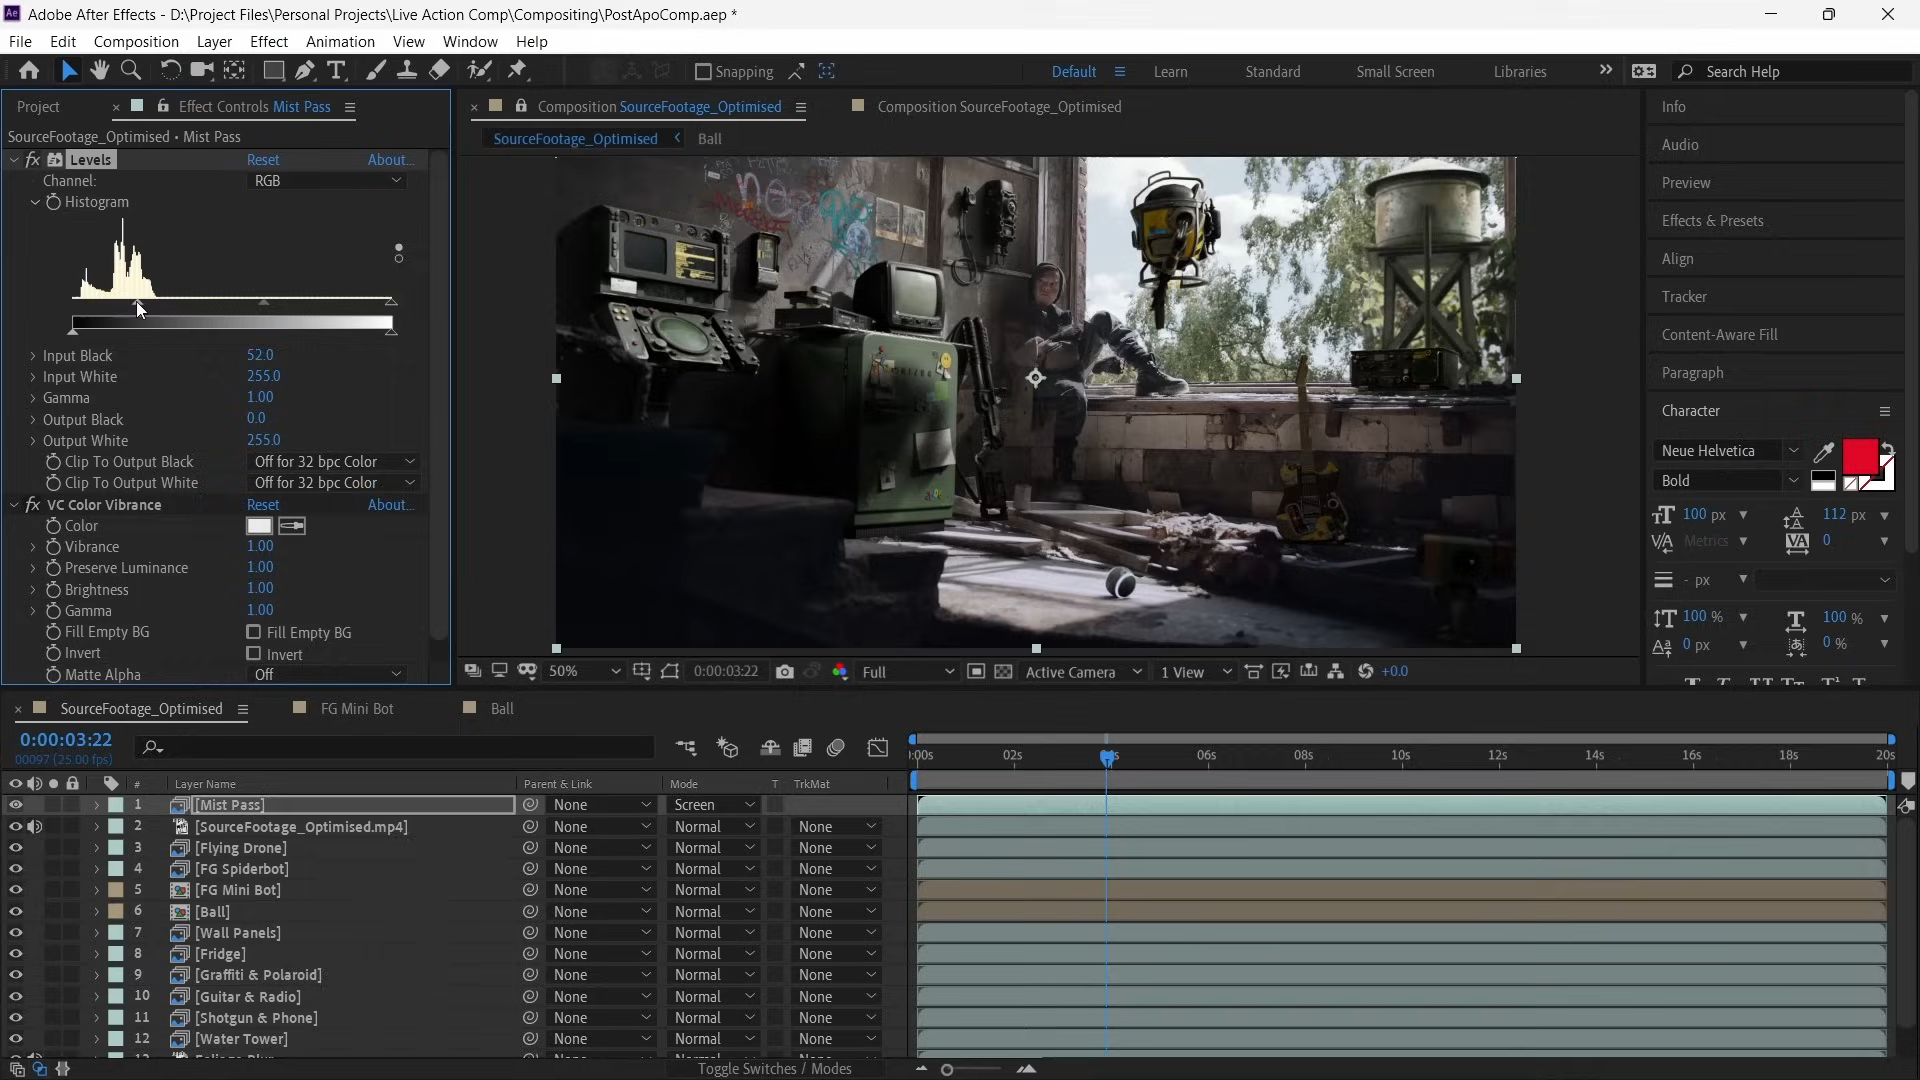 Adobe After Effects - D:\Project Files\Personal Projects\Live Action Comp\Compositing\PostApoComp.aep *
File Edit Composition Layer Effect Animation View Window Help
Snapping Default Learn Standard Small Screen Libraries Search Help
Project Effect Controls Mist Pass
SourceFootage_Optimised • Mist Pass
fx Levels Reset About...
Channel: RGB
Histogram
Input Black 52.0
Input White 255.0
Gamma 1.00
Output Black 0.0
Output White 255.0
Clip To Output Black Off for 32 bpc Color
Clip To Output White Off for 32 bpc Color
fx VC Color Vibrance Reset About...
Color
Vibrance 1.00
Preserve Luminance 1.00
Brightness 1.00
Gamma 1.00
Fill Empty BG Fill Empty BG
Invert Invert
Matte Alpha Off
Composition SourceFootage_Optimised Composition SourceFootage_Optimised
SourceFootage_Optimised Ball
50% 0:00:03:22 Full Active Camera 1 View +0.0
Info
Audio
Preview
Effects & Presets
Align
Tracker
Content-Aware Fill
Paragraph
Character
Neue Helvetica
Bold
100 px 112 px
Metrics 0
- px
100 % 100 %
0 px 0 %
SourceFootage_Optimised FG Mini Bot Ball
0:00:03:22
00097 (25.00 fps)
:00s 02s 06s 08s 10s 12s 14s 16s 18s 20s
# Layer Name Parent & Link Mode T TrkMat
1 [Mist Pass] None Screen
2 [SourceFootage_Optimised.mp4] None Normal None
3 [Flying Drone] None Normal None
4 [FG Spiderbot] None Normal None
5 [FG Mini Bot] None Normal None
6 [Ball] None Normal None
7 [Wall Panels] None Normal None
8 [Fridge] None Normal None
9 [Graffiti & Polaroid] None Normal None
10 [Guitar & Radio] None Normal None
11 [Shotgun & Phone] None Normal None
12 [Water Tower] None Normal None
Toggle Switches / Modes